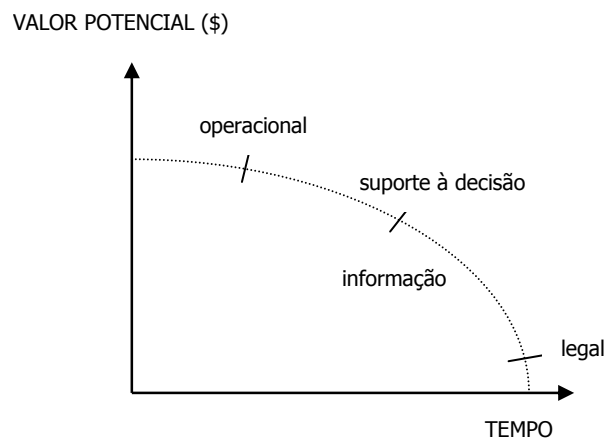 VALOR POTENCIAL ($)
operacional
suporte à decisão
informação
legal
TEMPO